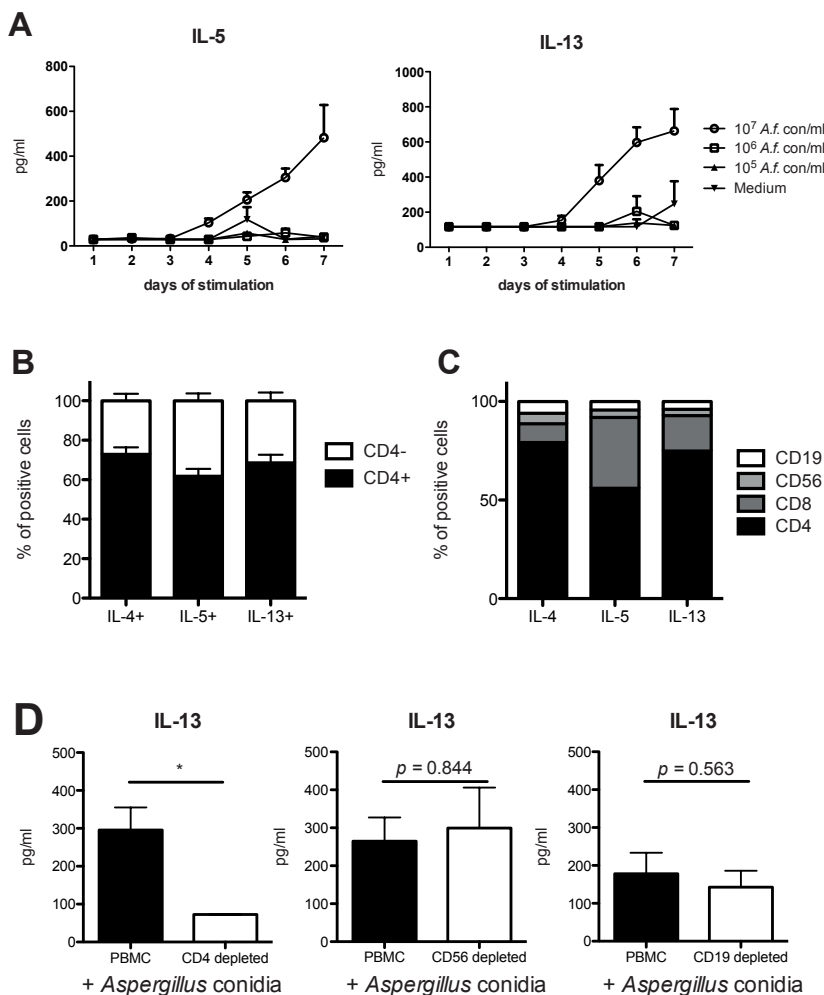 A
IL-5
pg/ml
800
600
400
200
0
1 2 3 4 5 6 7
days of stimulation
IL-13
pg/ml
1000
800
600
400
200
0
1 2 3 4 5 6 7
days of stimulation
10⁷ A.f. con/ml
10⁶ A.f. con/ml
10⁵ A.f. con/ml
Medium
B
% of positive cells
100
80
60
40
20
0
IL-4+ IL-5+ IL-13+
CD4-
CD4+
C
% of positive cells
100
50
0
IL-4 IL-5 IL-13
CD19
CD56
CD8
CD4
D
IL-13
pg/ml
500
400
300
200
100
0
*
PBMC CD4 depleted
+ Aspergillus conidia
IL-13
pg/ml
500
400
300
200
100
0
p = 0.844
PBMC CD56 depleted
+ Aspergillus conidia
IL-13
pg/ml
500
400
300
200
100
0
p = 0.563
PBMC CD19 depleted
+ Aspergillus conidia